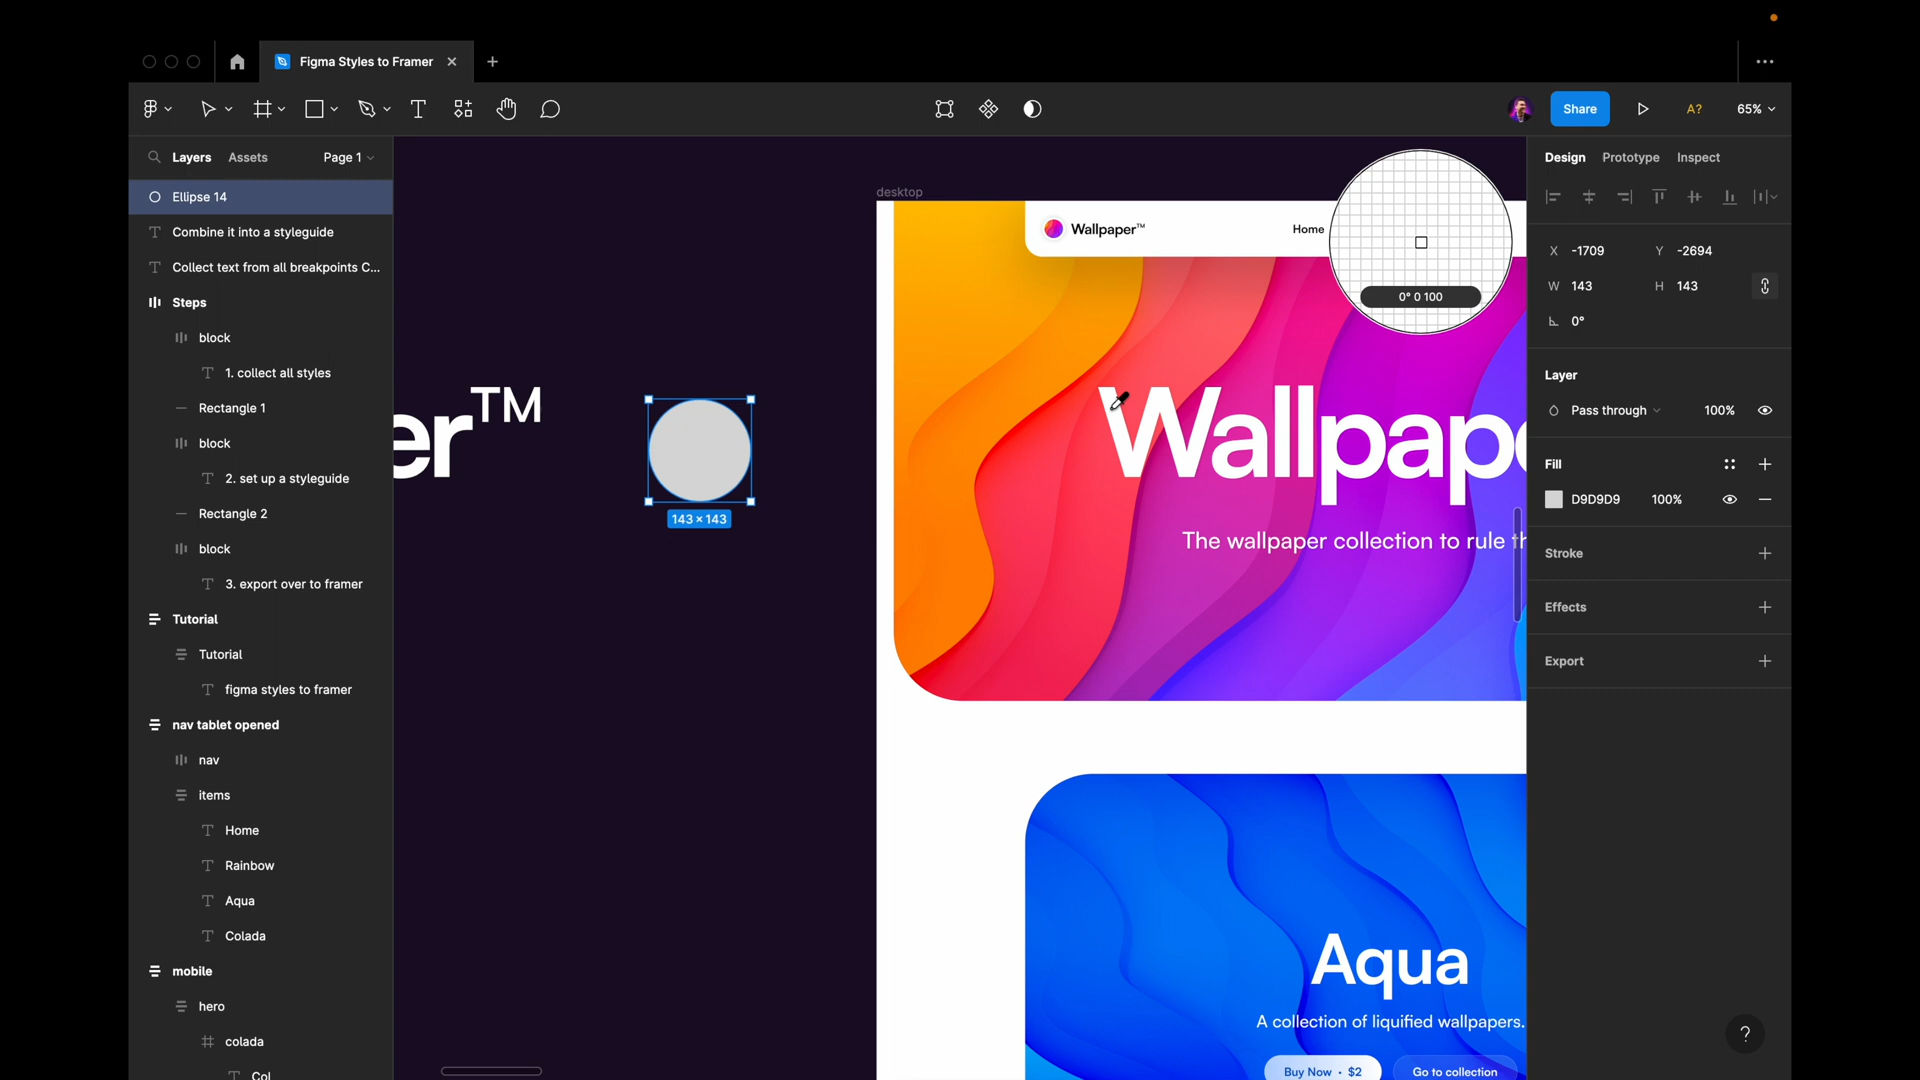 Figma Styles to Framer
Share
A?
65%
Layers
Assets
Page 1
Design
Prototype
Inspect
Ellipse 14
Combine it into a styleguide
Collect text from all breakpoints C...
Steps
block
1. collect all styles
Rectangle 1
block
2. set up a styleguide
Rectangle 2
block
3. export over to framer
Tutorial
Tutorial
figma styles to framer
nav tablet opened
nav
items
Home
Rainbow
Aqua
Colada
mobile
hero
colada
Col
er™
143 × 143
desktop
Wallpaper™
Home
0° 0 100
Wallpape
The wallpaper collection to rule th
Aqua
A collection of liquified wallpapers.
Buy Now · $2
Go to collection
X -1709
Y -2694
W 143
H 143
0°
Layer
Pass through
100%
Fill
D9D9D9
100%
Stroke
Effects
Export
?